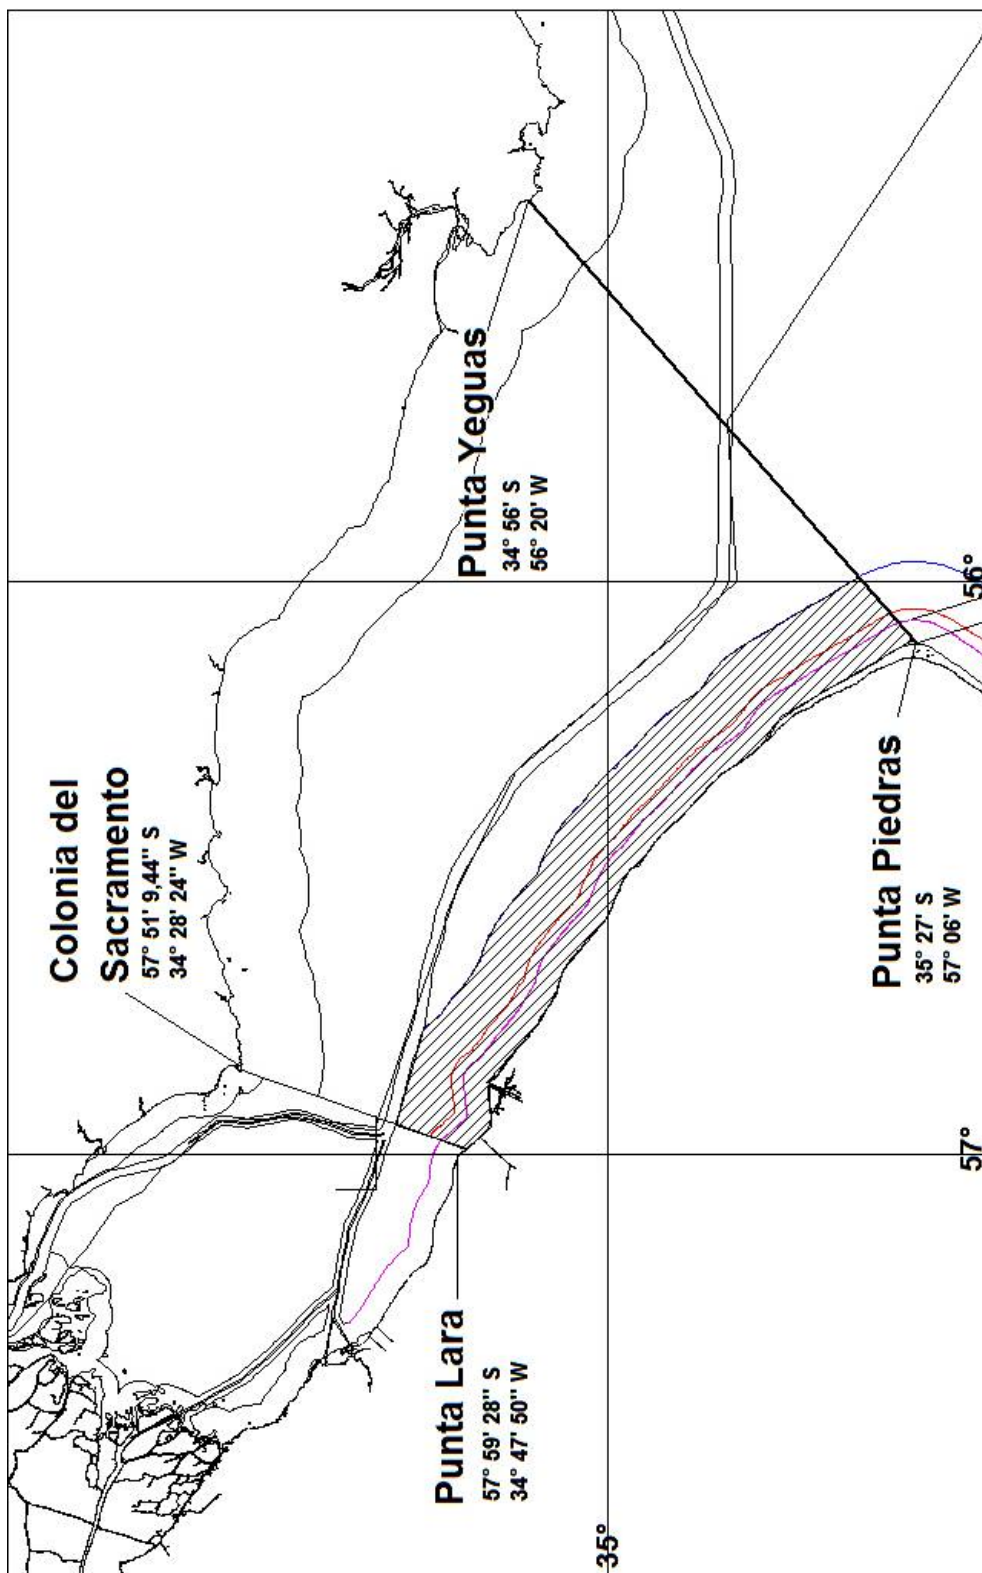 Colonia del
Sacramento
57° 51' 9,44'' S
34° 28' 24'' W
Punta Yeguas
34° 56' S
56° 20' W
Punta Lara
57° 59' 28'' S
34° 47' 50'' W
Punta Piedras
35° 27' S
57° 06' W
35°
57°
56°